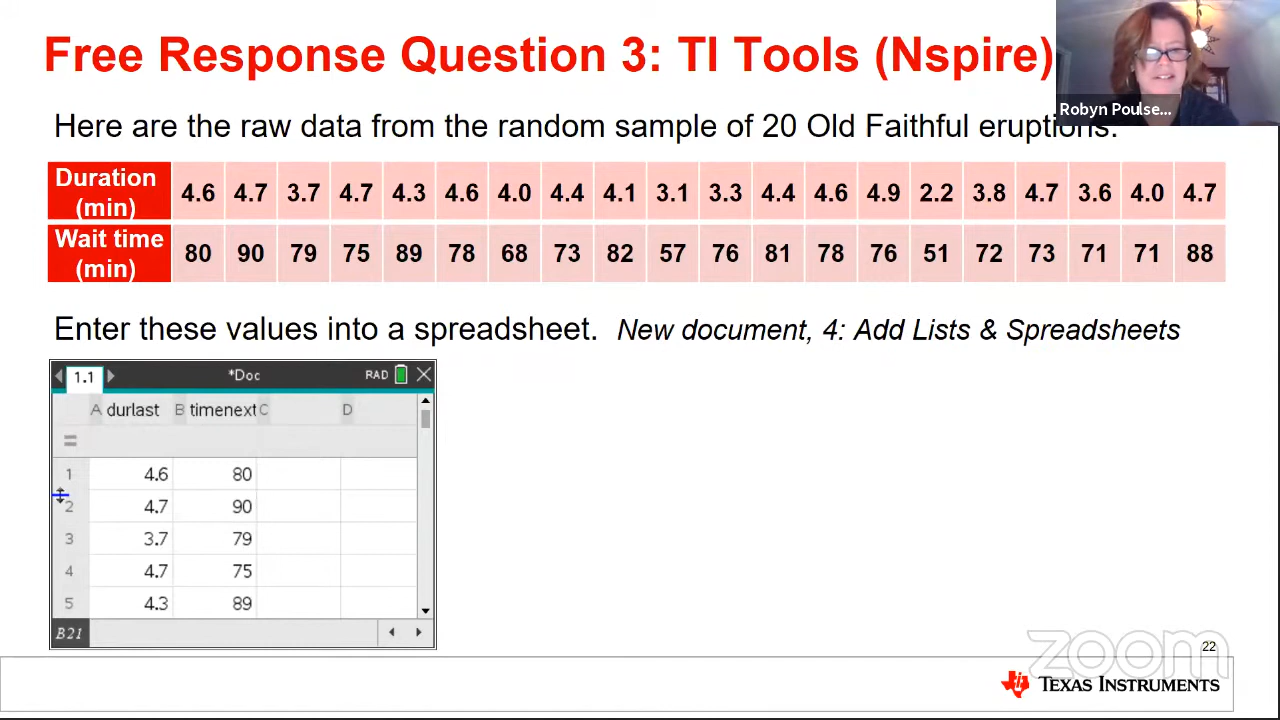 Free Response Question 3: TI Tools (Nspire)
Robyn Poulse...
Here are the raw data from the random sample of 20 Old Faithful eruptions.
Duration (min) 4.6 4.7 3.7 4.7 4.3 4.6 4.0 4.4 4.1 3.1 3.3 4.4 4.6 4.9 2.2 3.8 4.7 3.6 4.0 4.7
Wait time (min) 80 90 79 75 89 78 68 73 82 57 76 81 78 76 51 72 73 71 71 88
Enter these values into a spreadsheet. New document, 4: Add Lists & Spreadsheets
1.1 *Doc RAD
A durlast B timenext C D
=
1 4.6 80
2 4.7 90
3 3.7 79
4 4.7 75
5 4.3 89
B21
zoom
22
TEXAS INSTRUMENTS